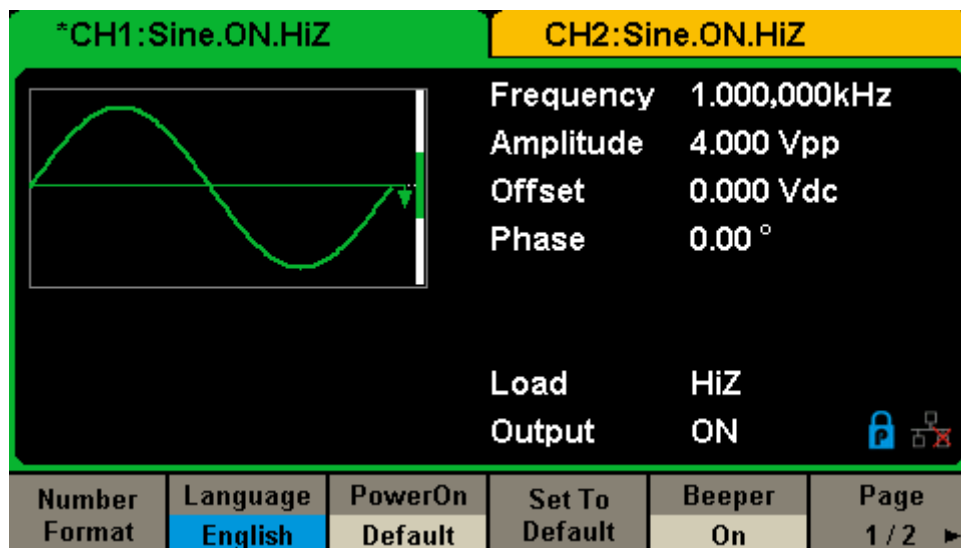 *CH1:Sine.ON.HiZ
CH2:Sine.ON.HiZ
Frequency 1.000,000kHz
Amplitude 4.000 Vpp
Offset 0.000 Vdc
Phase 0.00 °
Load HiZ
Output ON
P
Number Format
Language English
PowerOn Default
Set To Default
Beeper On
Page 1/2 ►